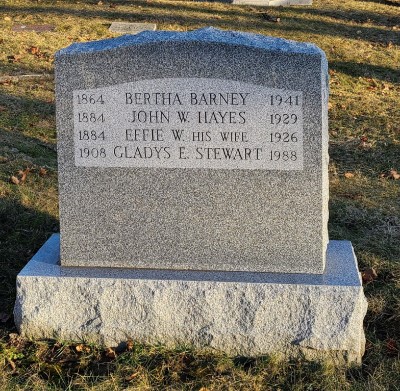 1864 BERTHA BARNEY 1941
1884 JOHN W. HAYES 1929
1884 EFFIE W. HIS WIFE 1926
1908 GLADYS E. STEWART 1988